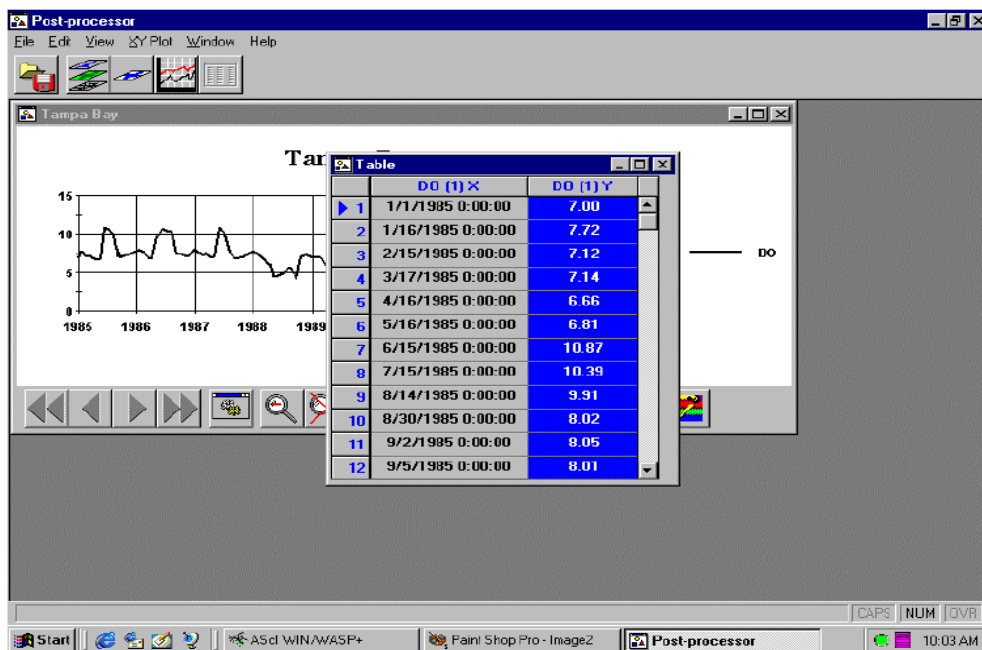 Post-processor
File Edit View XY Plot Window Help
Tampa Bay
Table
DO (1) X DO (1) Y
1 1/1/1985 0:00:00 7.00
2 1/16/1985 0:00:00 7.72
3 2/15/1985 0:00:00 7.12
4 3/17/1985 0:00:00 7.14
5 4/16/1985 0:00:00 6.66
6 5/16/1985 0:00:00 6.81
7 6/15/1985 0:00:00 10.87
8 7/15/1985 0:00:00 10.39
9 8/14/1985 0:00:00 9.91
10 8/30/1985 0:00:00 8.02
11 9/2/1985 0:00:00 8.05
12 9/5/1985 0:00:00 8.01
15
10
5
0
1985 1986 1987 1988 1989
DO
CAPS NUM OVR
Start AScI WIN/WASP+ Paint Shop Pro - Image2 Post-processor 10:03 AM